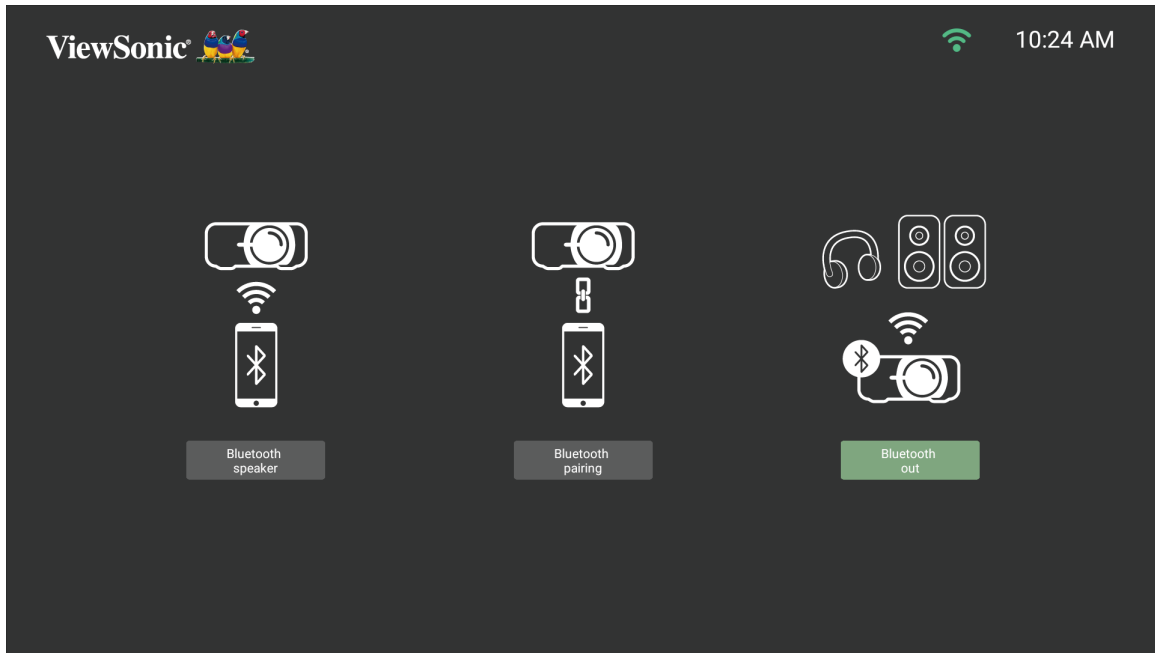 ViewSonic®
10:24 AM
Bluetooth
speaker
Bluetooth
pairing
Bluetooth
out